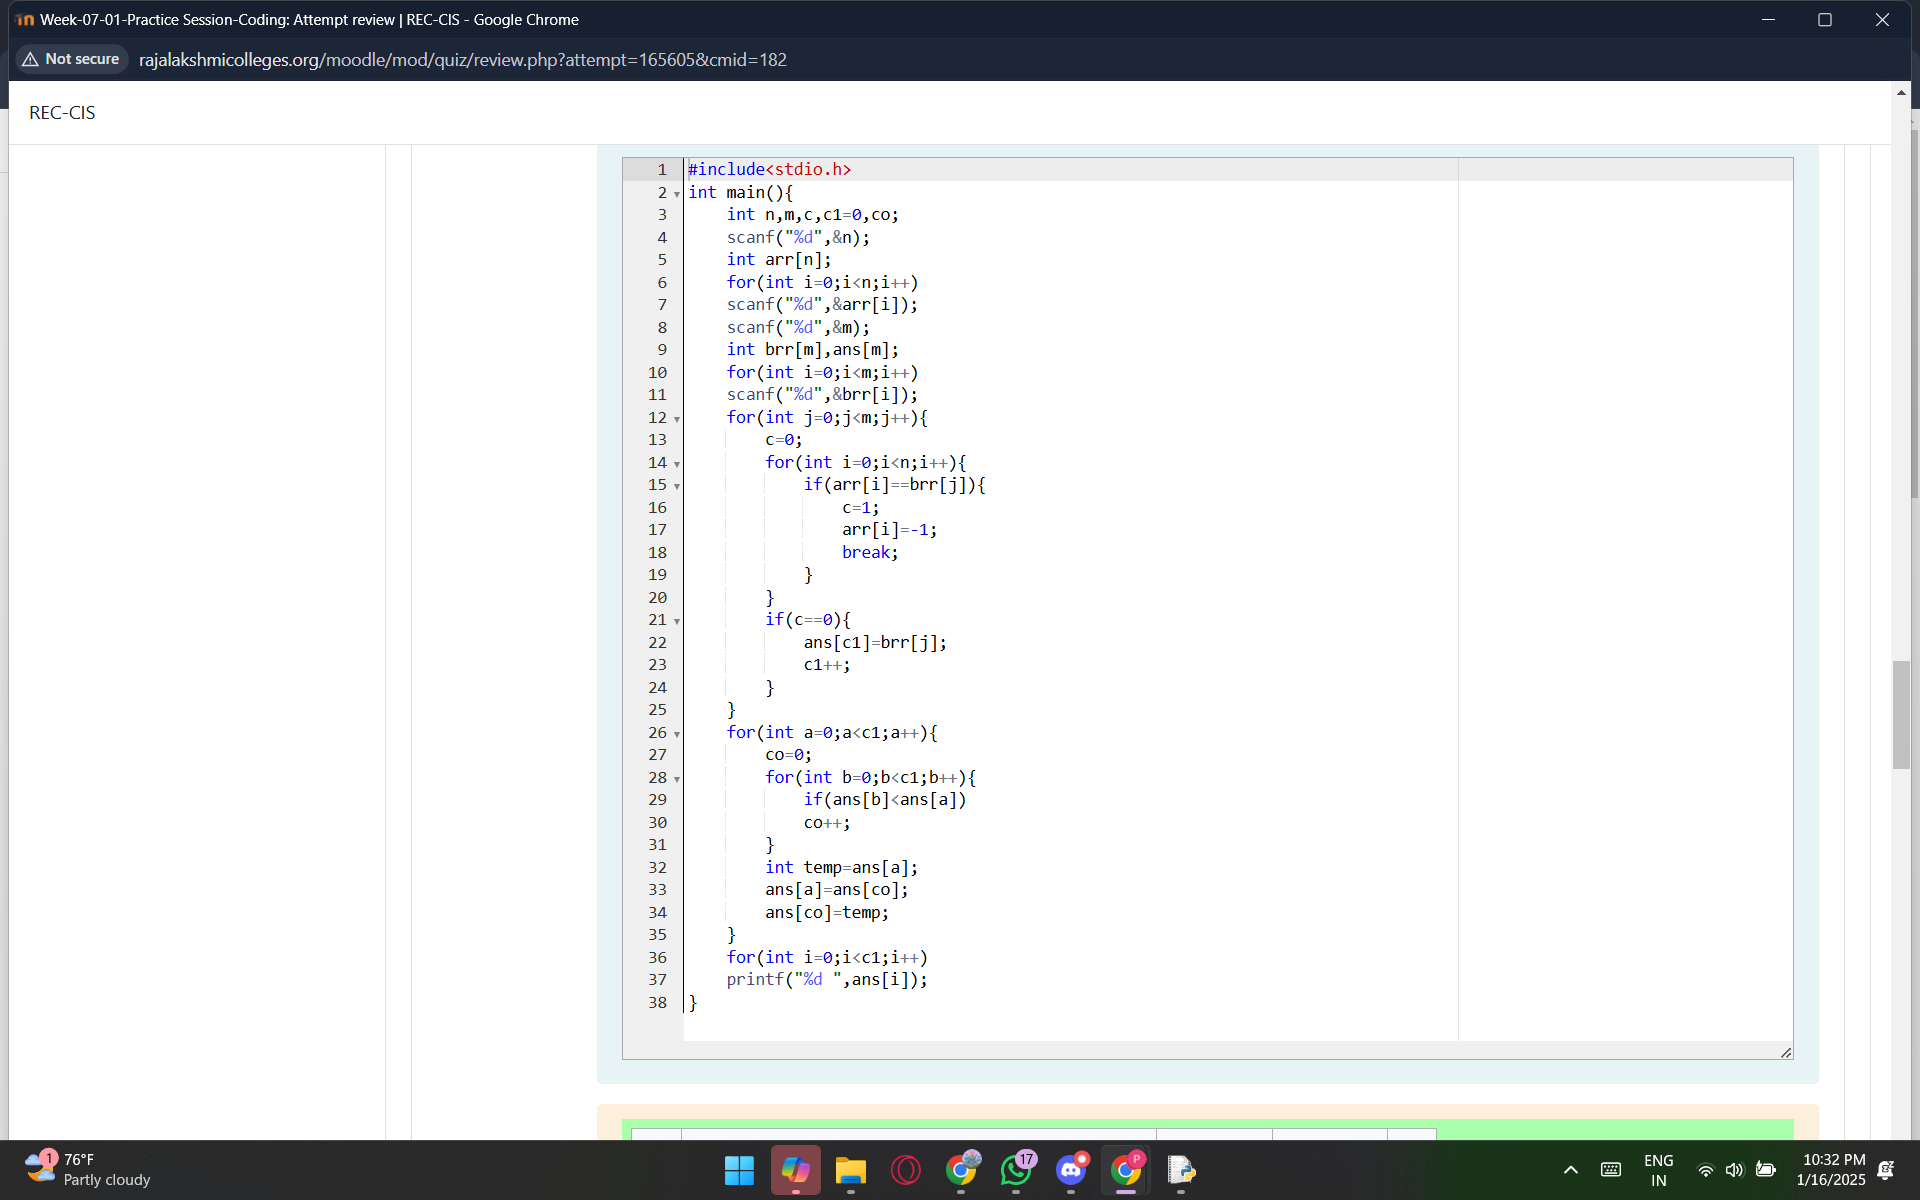 Week-07-01-Practice Session-Coding: Attempt review | REC-CIS - Google Chrome
Not secure rajalakshmicolleges.org/moodle/mod/quiz/review.php?attempt=165605&cmid=182
REC-CIS
1 #include<stdio.h>
2 int main(){
3 int n,m,c,c1=0,co;
4 scanf("%d",&n);
5 int arr[n];
6 for(int i=0;i<n;i++)
7 scanf("%d",&arr[i]);
8 scanf("%d",&m);
9 int brr[m],ans[m];
10 for(int i=0;i<m;i++)
11 scanf("%d",&brr[i]);
12 for(int j=0;j<m;j++){
13 c=0;
14 for(int i=0;i<n;i++){
15 if(arr[i]==brr[j]){
16 c=1;
17 arr[i]=-1;
18 break;
19 }
20 }
21 if(c==0){
22 ans[c1]=brr[j];
23 c1++;
24 }
25 }
26 for(int a=0;a<c1;a++){
27 co=0;
28 for(int b=0;b<c1;b++){
29 if(ans[b]<ans[a])
30 co++;
31 }
32 int temp=ans[a];
33 ans[a]=ans[co];
34 ans[co]=temp;
35 }
36 for(int i=0;i<c1;i++)
37 printf("%d ",ans[i]);
38 }
1 76°F
Partly cloudy
17
P
ENG
IN
10:32 PM
1/16/2025